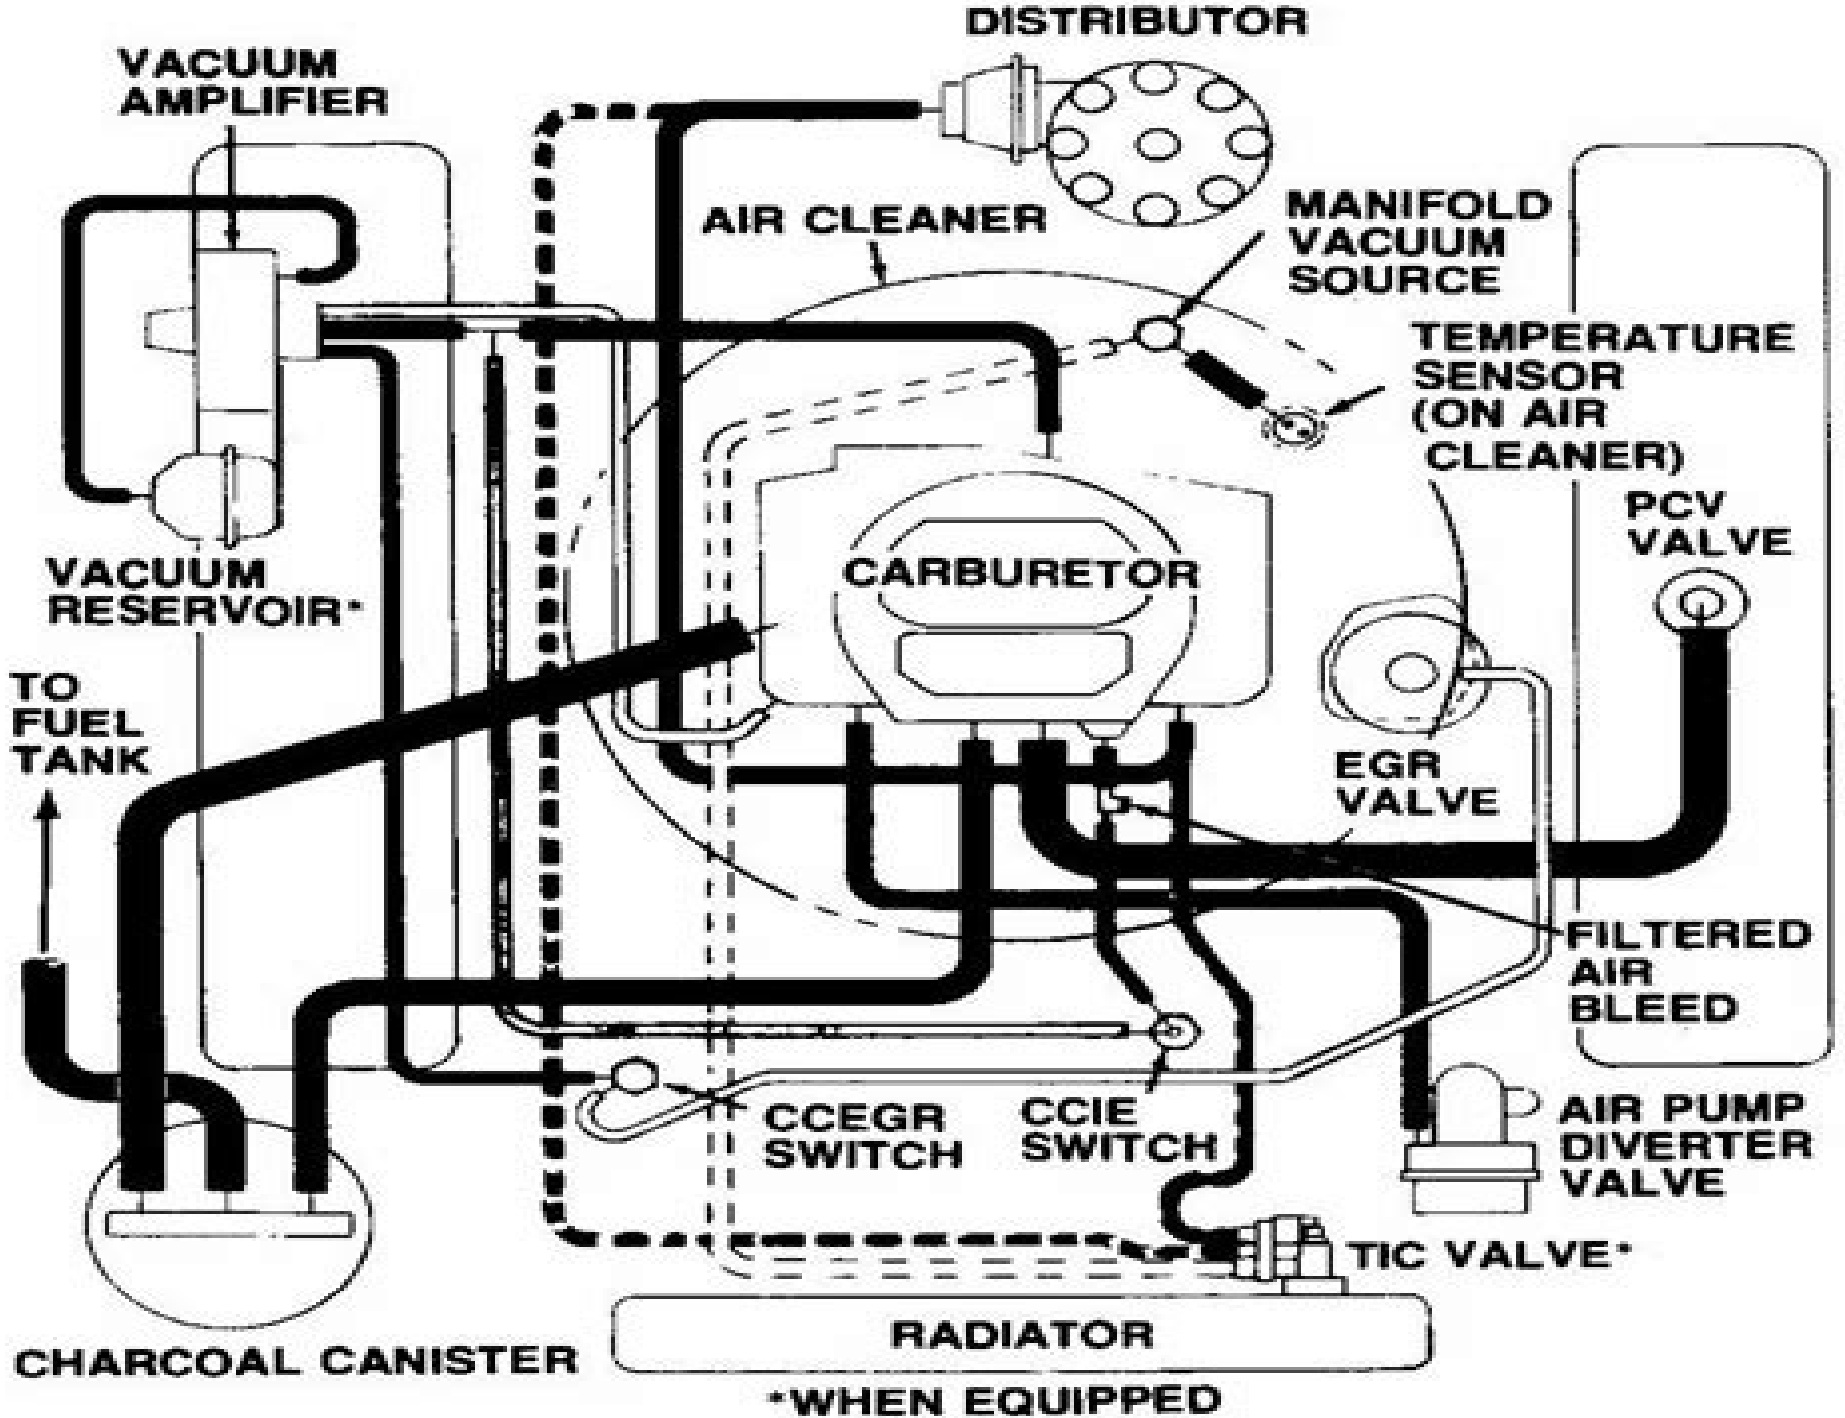 DISTRIBUTOR
VACUUM
AMPLIFIER
AIR CLEANER
MANIFOLD
VACUUM
SOURCE
TEMPERATURE
SENSOR
(ON AIR
CLEANER)
PCV
VALVE
CARBURETOR
VACUUM
RESERVOIR*
TO
FUEL
TANK
EGR
VALVE
FILTERED
AIR
BLEED
CCEGR
SWITCH
CCIE
SWITCH
AIR PUMP
DIVERTER
VALVE
TIC VALVE*
RADIATOR
CHARCOAL CANISTER
*WHEN EQUIPPED